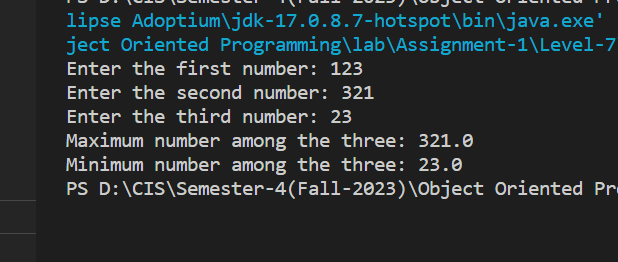 lipse Adoptium\jdk-17.0.8.7-hotspot\bin\java.exe'
ject Oriented Programming\lab\Assignment-1\Level-7
Enter the first number: 123
Enter the second number: 321
Enter the third number: 23
Maximum number among the three: 321.0
Minimum number among the three: 23.0
PS D:\CIS\Semester-4(Fall-2023)\Object Oriented Pr